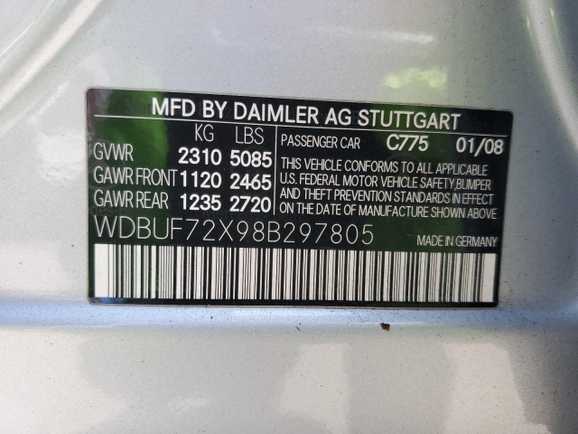 MFD BY DAIMLER AG STUTTGART
KG LBS
GVWR 2310 5085
GAWR FRONT 1120 2465
GAWR REAR 1235 2720
PASSENGER CAR C775 01/08
THIS VEHICLE CONFORMS TO ALL APPLICABLE
U.S. FEDERAL MOTOR VEHICLE SAFETY, BUMPER
AND THEFT PREVENTION STANDARDS IN EFFECT
ON THE DATE OF MANUFACTURE SHOWN ABOVE.
WDBUF72X98B297805 MADE IN GERMANY